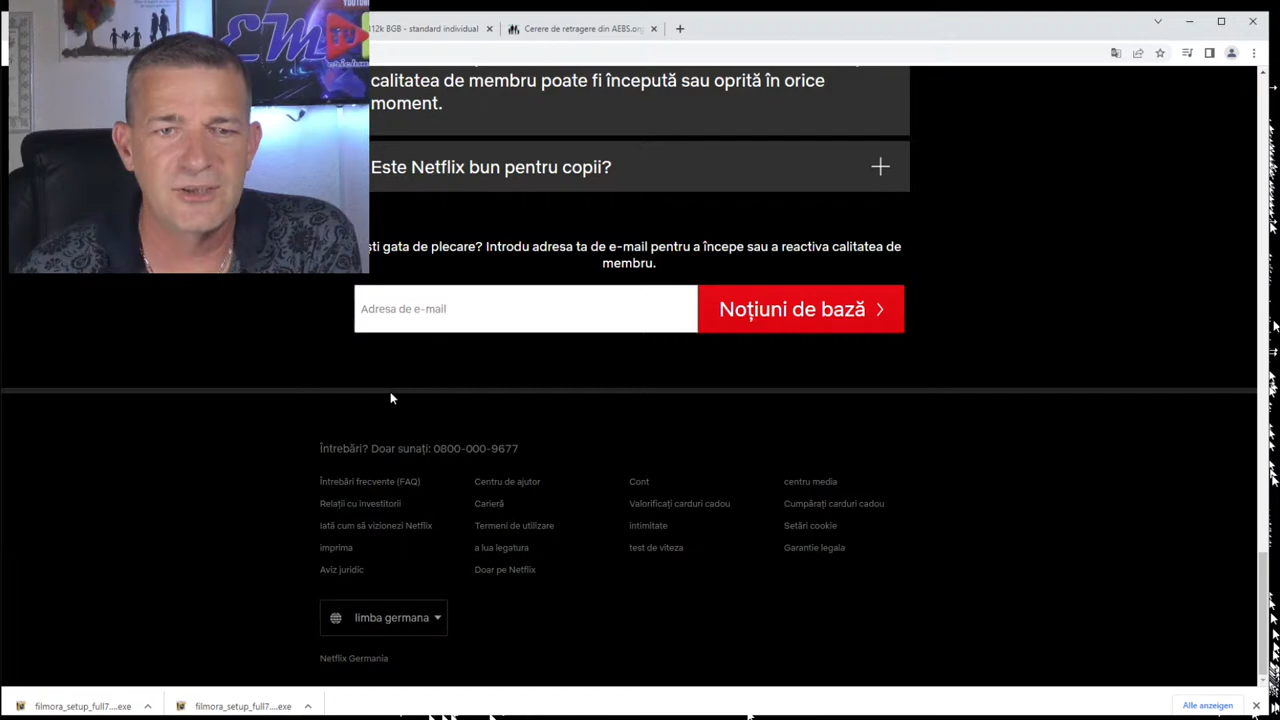 YOUTUBE
EM
TV
312k BGB - standard individual
Cerere de retragere din AEBS.org
calitatea de membru poate fi începută sau oprită în orice
moment.
Este Netflix bun pentru copii?
ști gata de plecare? Introdu adresa ta de e-mail pentru a începe sau a reactiva calitatea de
membru.
Adresa de e-mail
Noțiuni de bază
Întrebări? Doar sunați: 0800-000-9677
Întrebări frecvente (FAQ)
Centru de ajutor
Cont
centru media
Relații cu investitorii
Carieră
Valorificați carduri cadou
Cumpărați carduri cadou
Iată cum să vizionezi Netflix
Termeni de utilizare
intimitate
Setări cookie
imprima
a lua legatura
test de viteza
Garantie legala
Aviz juridic
Doar pe Netflix
limba germana
Netflix Germania
filmora_setup_full7....exe
filmora_setup_full7....exe
Alle anzeigen